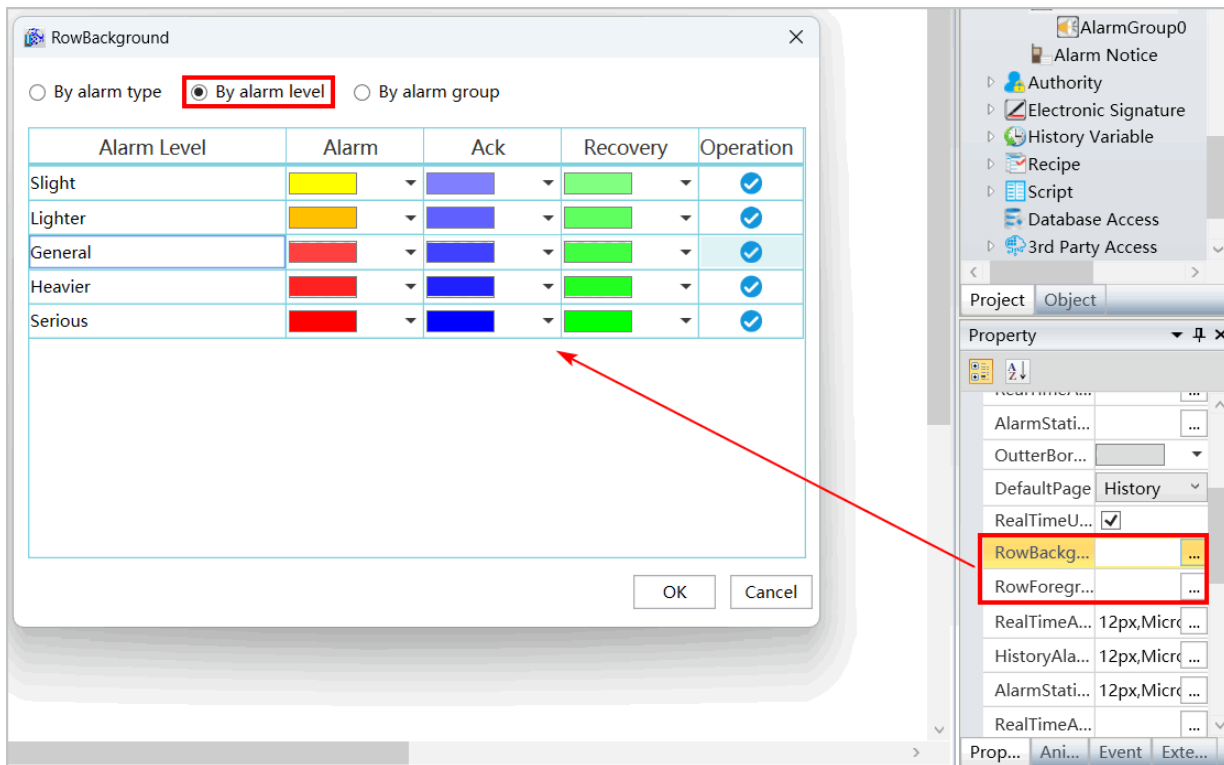 RowBackground
By alarm type By alarm level By alarm group
Alarm Level Alarm Ack Recovery Operation
Slight
Lighter
General
Heavier
Serious
OK Cancel
AlarmGroup0
Alarm Notice
Authority
Electronic Signature
History Variable
Recipe
Script
Database Access
3rd Party Access
Project Object
Property
AlarmStati... ...
OutterBor...
DefaultPage History
RealTimeU...
RowBackg... ...
RowForegr... ...
RealTimeA... 12px,Micro ...
HistoryAla... 12px,Micro ...
AlarmStati... 12px,Micro ...
RealTimeA... ...
Prop... Ani... Event Exte...